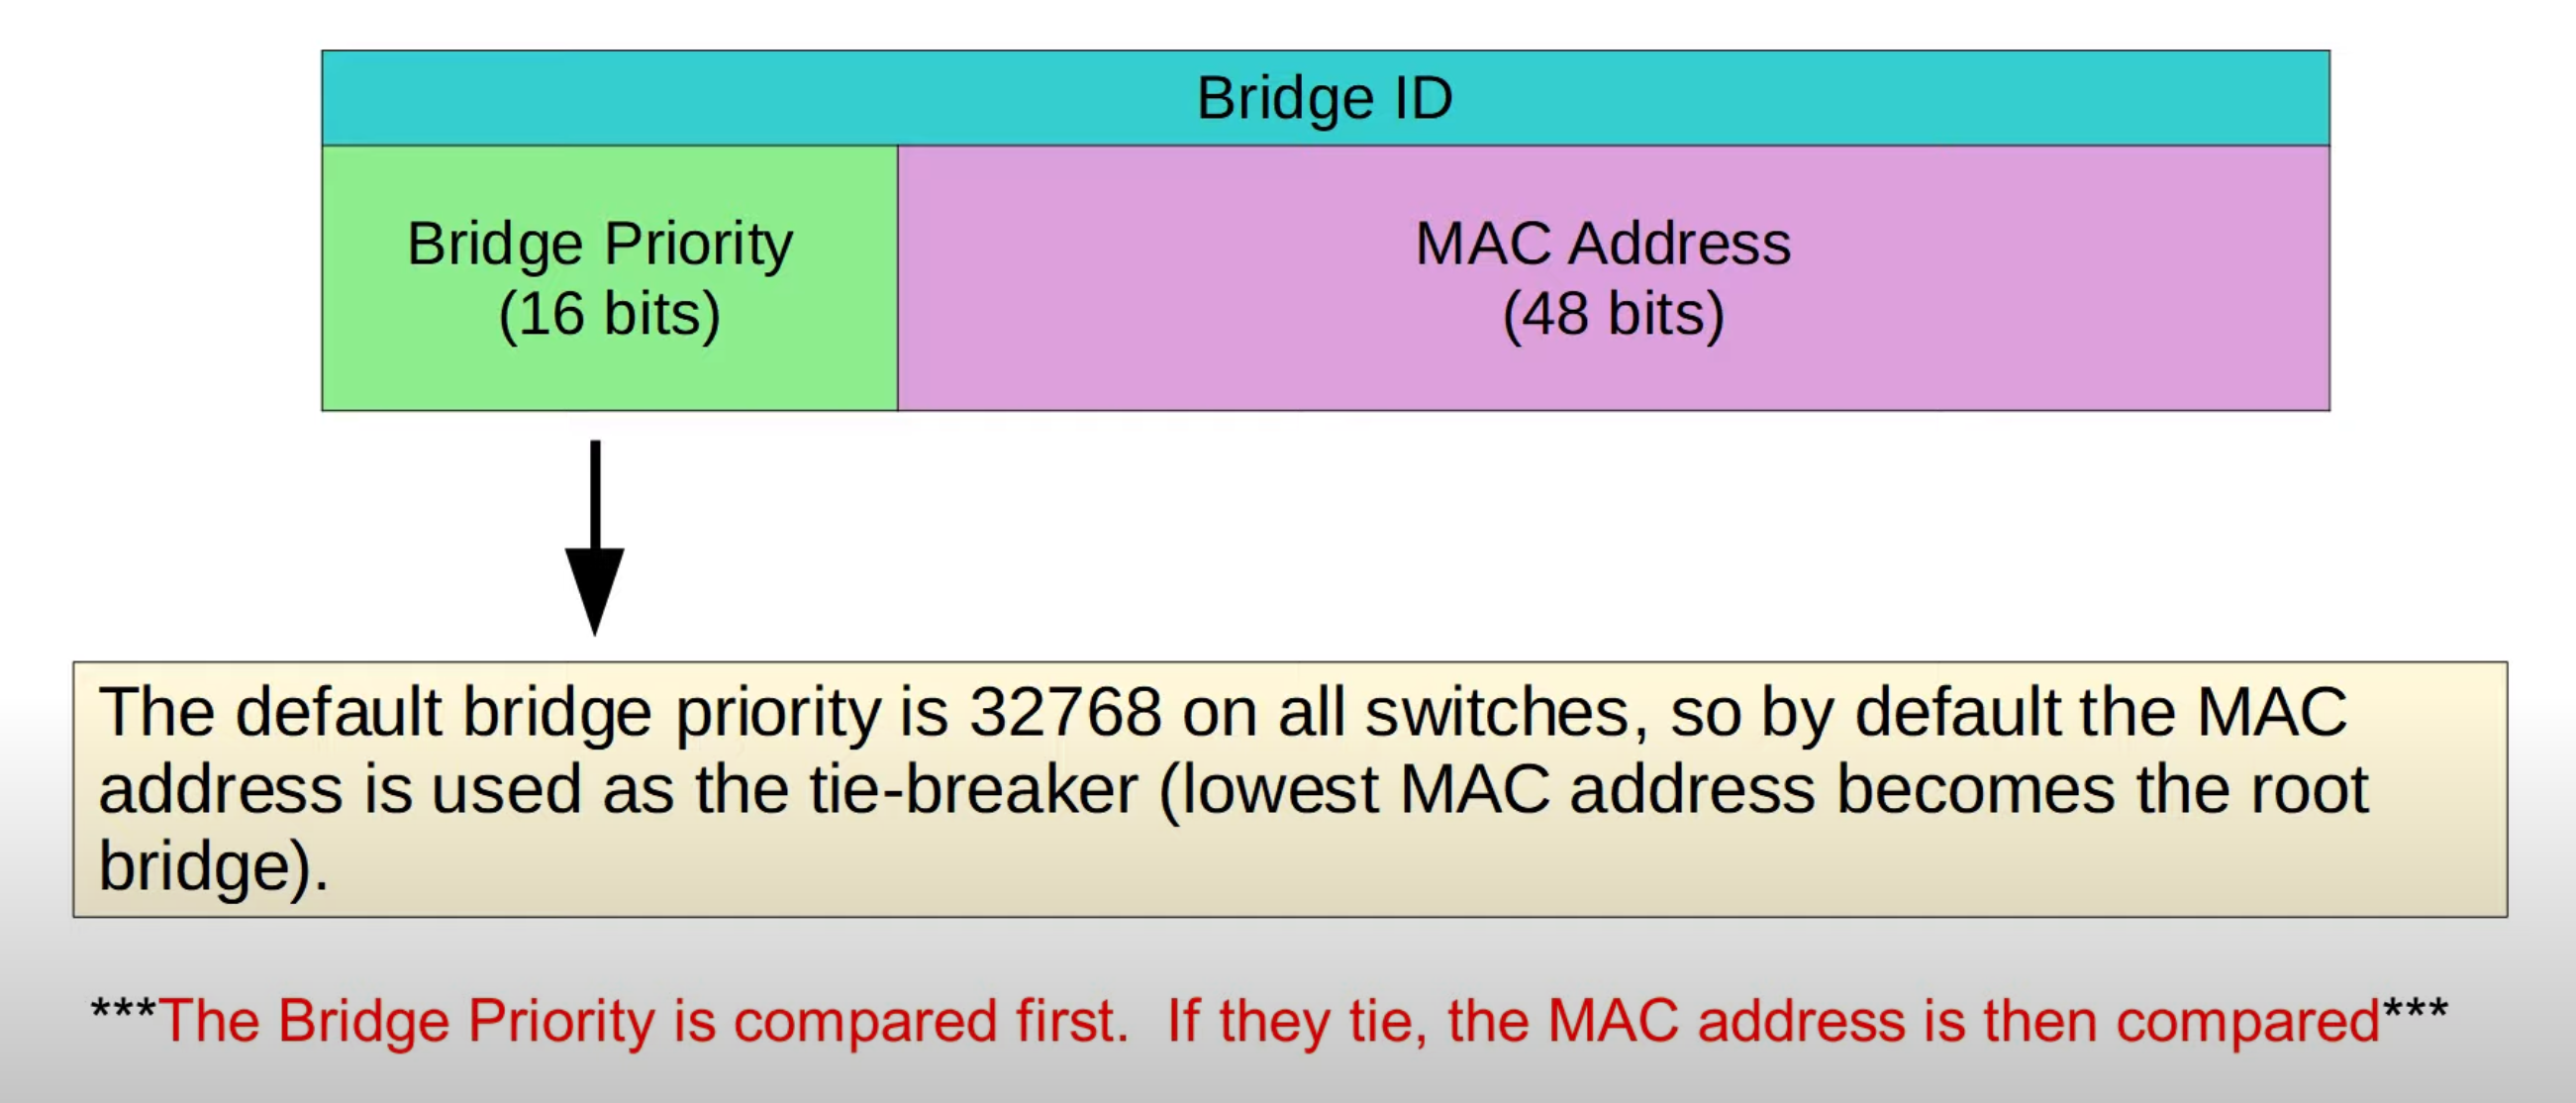 Bridge ID
Bridge Priority
(16 bits)
MAC Address
(48 bits)
The default bridge priority is 32768 on all switches, so by default the MAC
address is used as the tie-breaker (lowest MAC address becomes the root
bridge).
***The Bridge Priority is compared first.  If they tie, the MAC address is then compared***